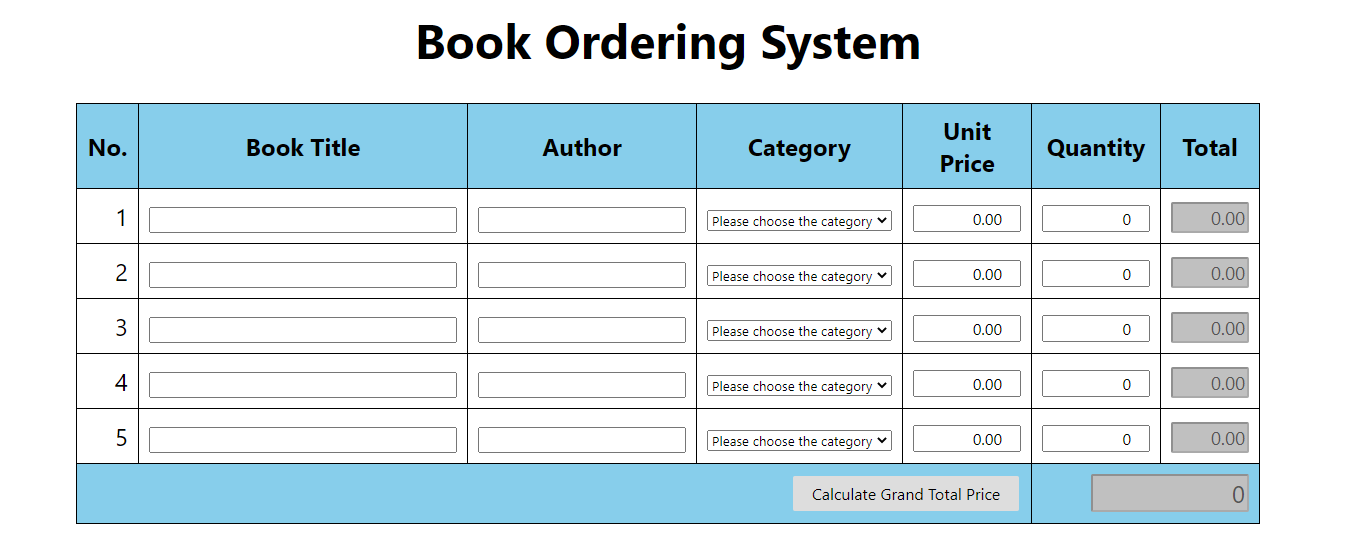 Book Ordering System
No. Book Title Author Category Unit Price Quantity Total
1 Please choose the category 0.00 0 0.00
2 Please choose the category 0.00 0 0.00
3 Please choose the category 0.00 0 0.00
4 Please choose the category 0.00 0 0.00
5 Please choose the category 0.00 0 0.00
Calculate Grand Total Price 0